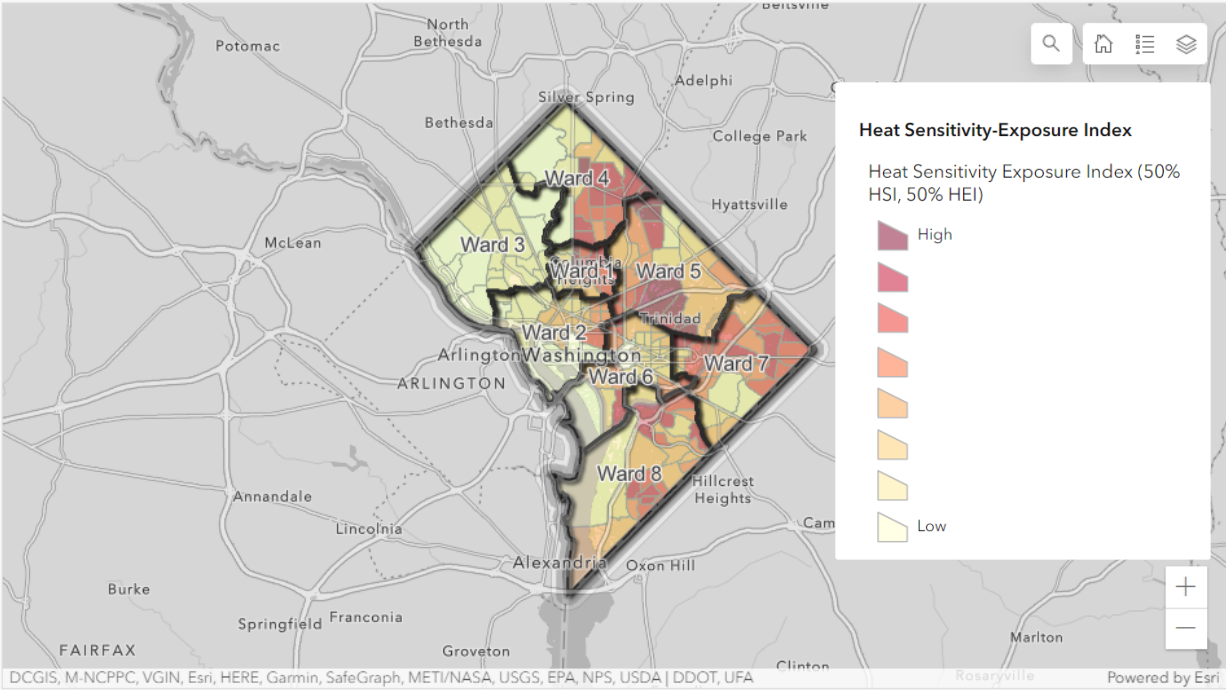 Beltsville
North
Bethesda
Potomac
Adelphi
Silver Spring
Bethesda
College Park
Heat Sensitivity-Exposure Index
Heat Sensitivity Exposure Index (50%
HSI, 50% HEI)
High
Low
Ward 4
Hyattsville
McLean
Ward 3
Columbia
Heights
Ward 1
Ward 5
Trinidad
Ward 2
Arlington
Washington
Ward 7
Ward 6
ARLINGTON
Ward 8
Hillcrest
Heights
Annandale
Lincolnia
Cam
Alexandria
Oxon Hill
Burke
Springfield
Franconia
Marlton
FAIRFAX
Groveton
Clinton
Rosaryville
DCGIS, M-NCPPC, VGIN, Esri, HERE, Garmin, SafeGraph, METI/NASA, USGS, EPA, NPS, USDA | DDOT, UFA
Powered by Esri